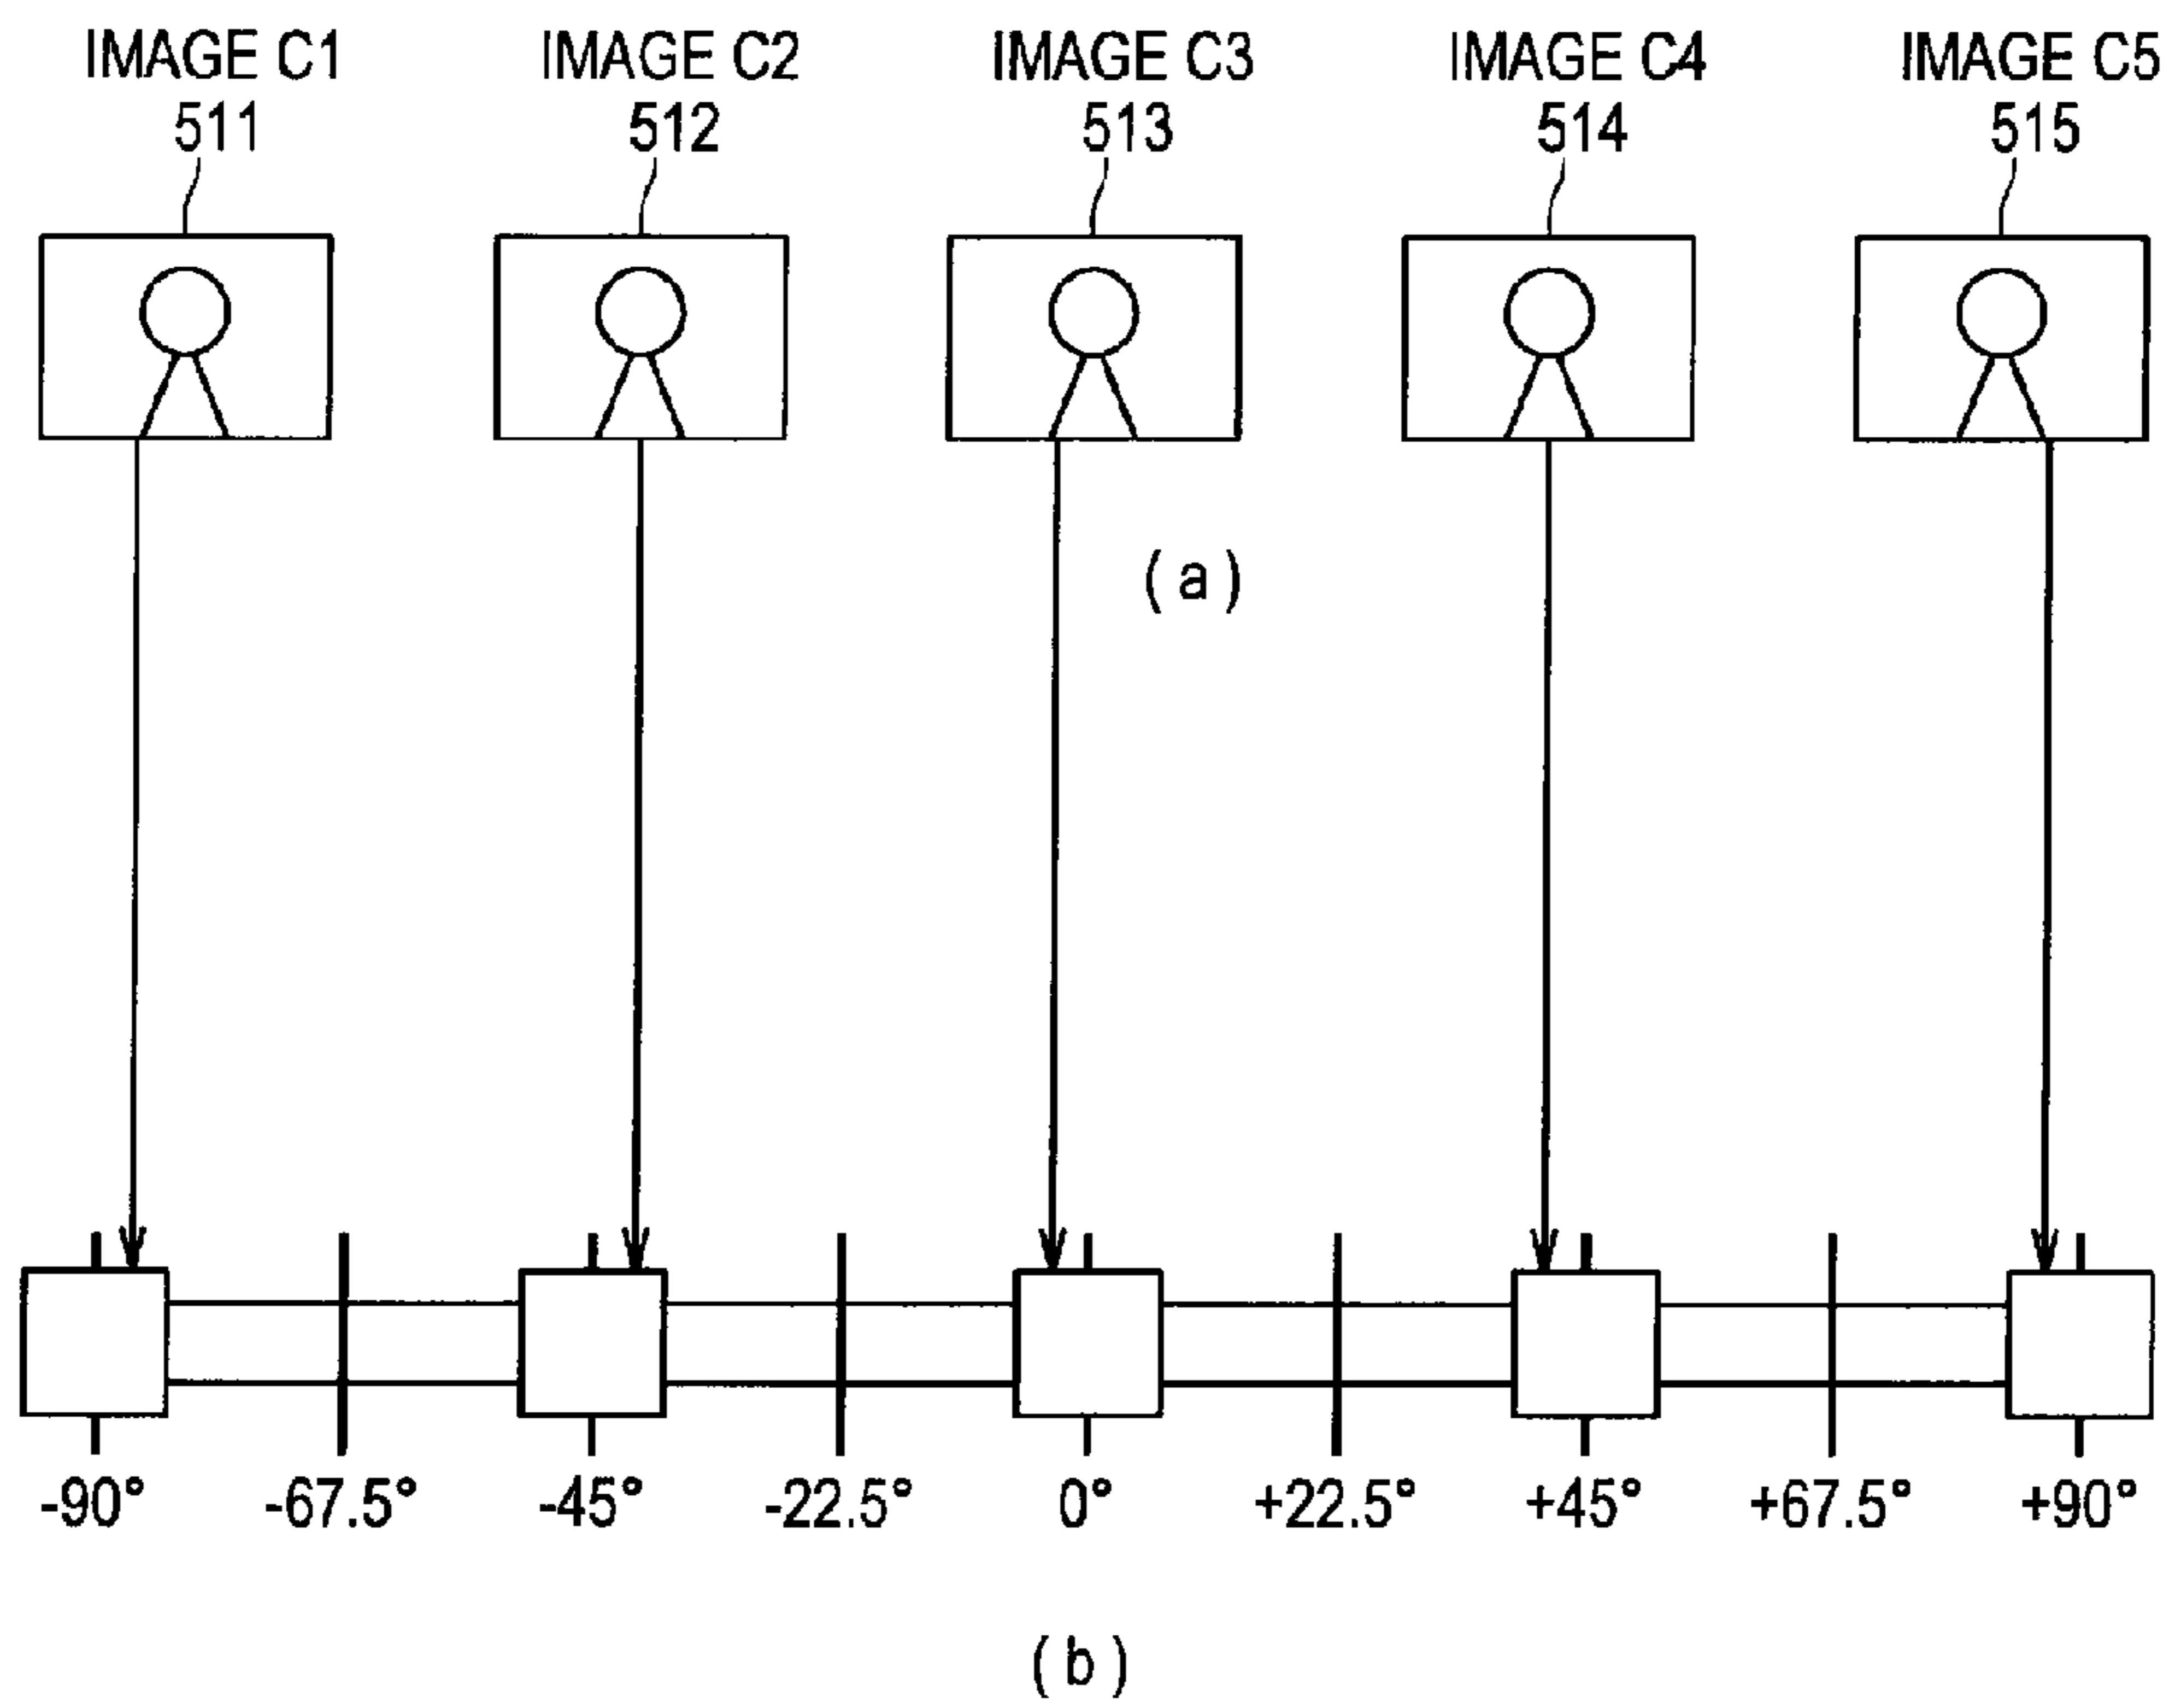 IMAGE C1 IMAGE C2 IMAGE C3 IMAGE C4 IMAGE C5
511 512 513 514 515
(a)
-90° -67.5° -45° -22.5° 0° +22.5° +45° +67.5° +90°
(b)